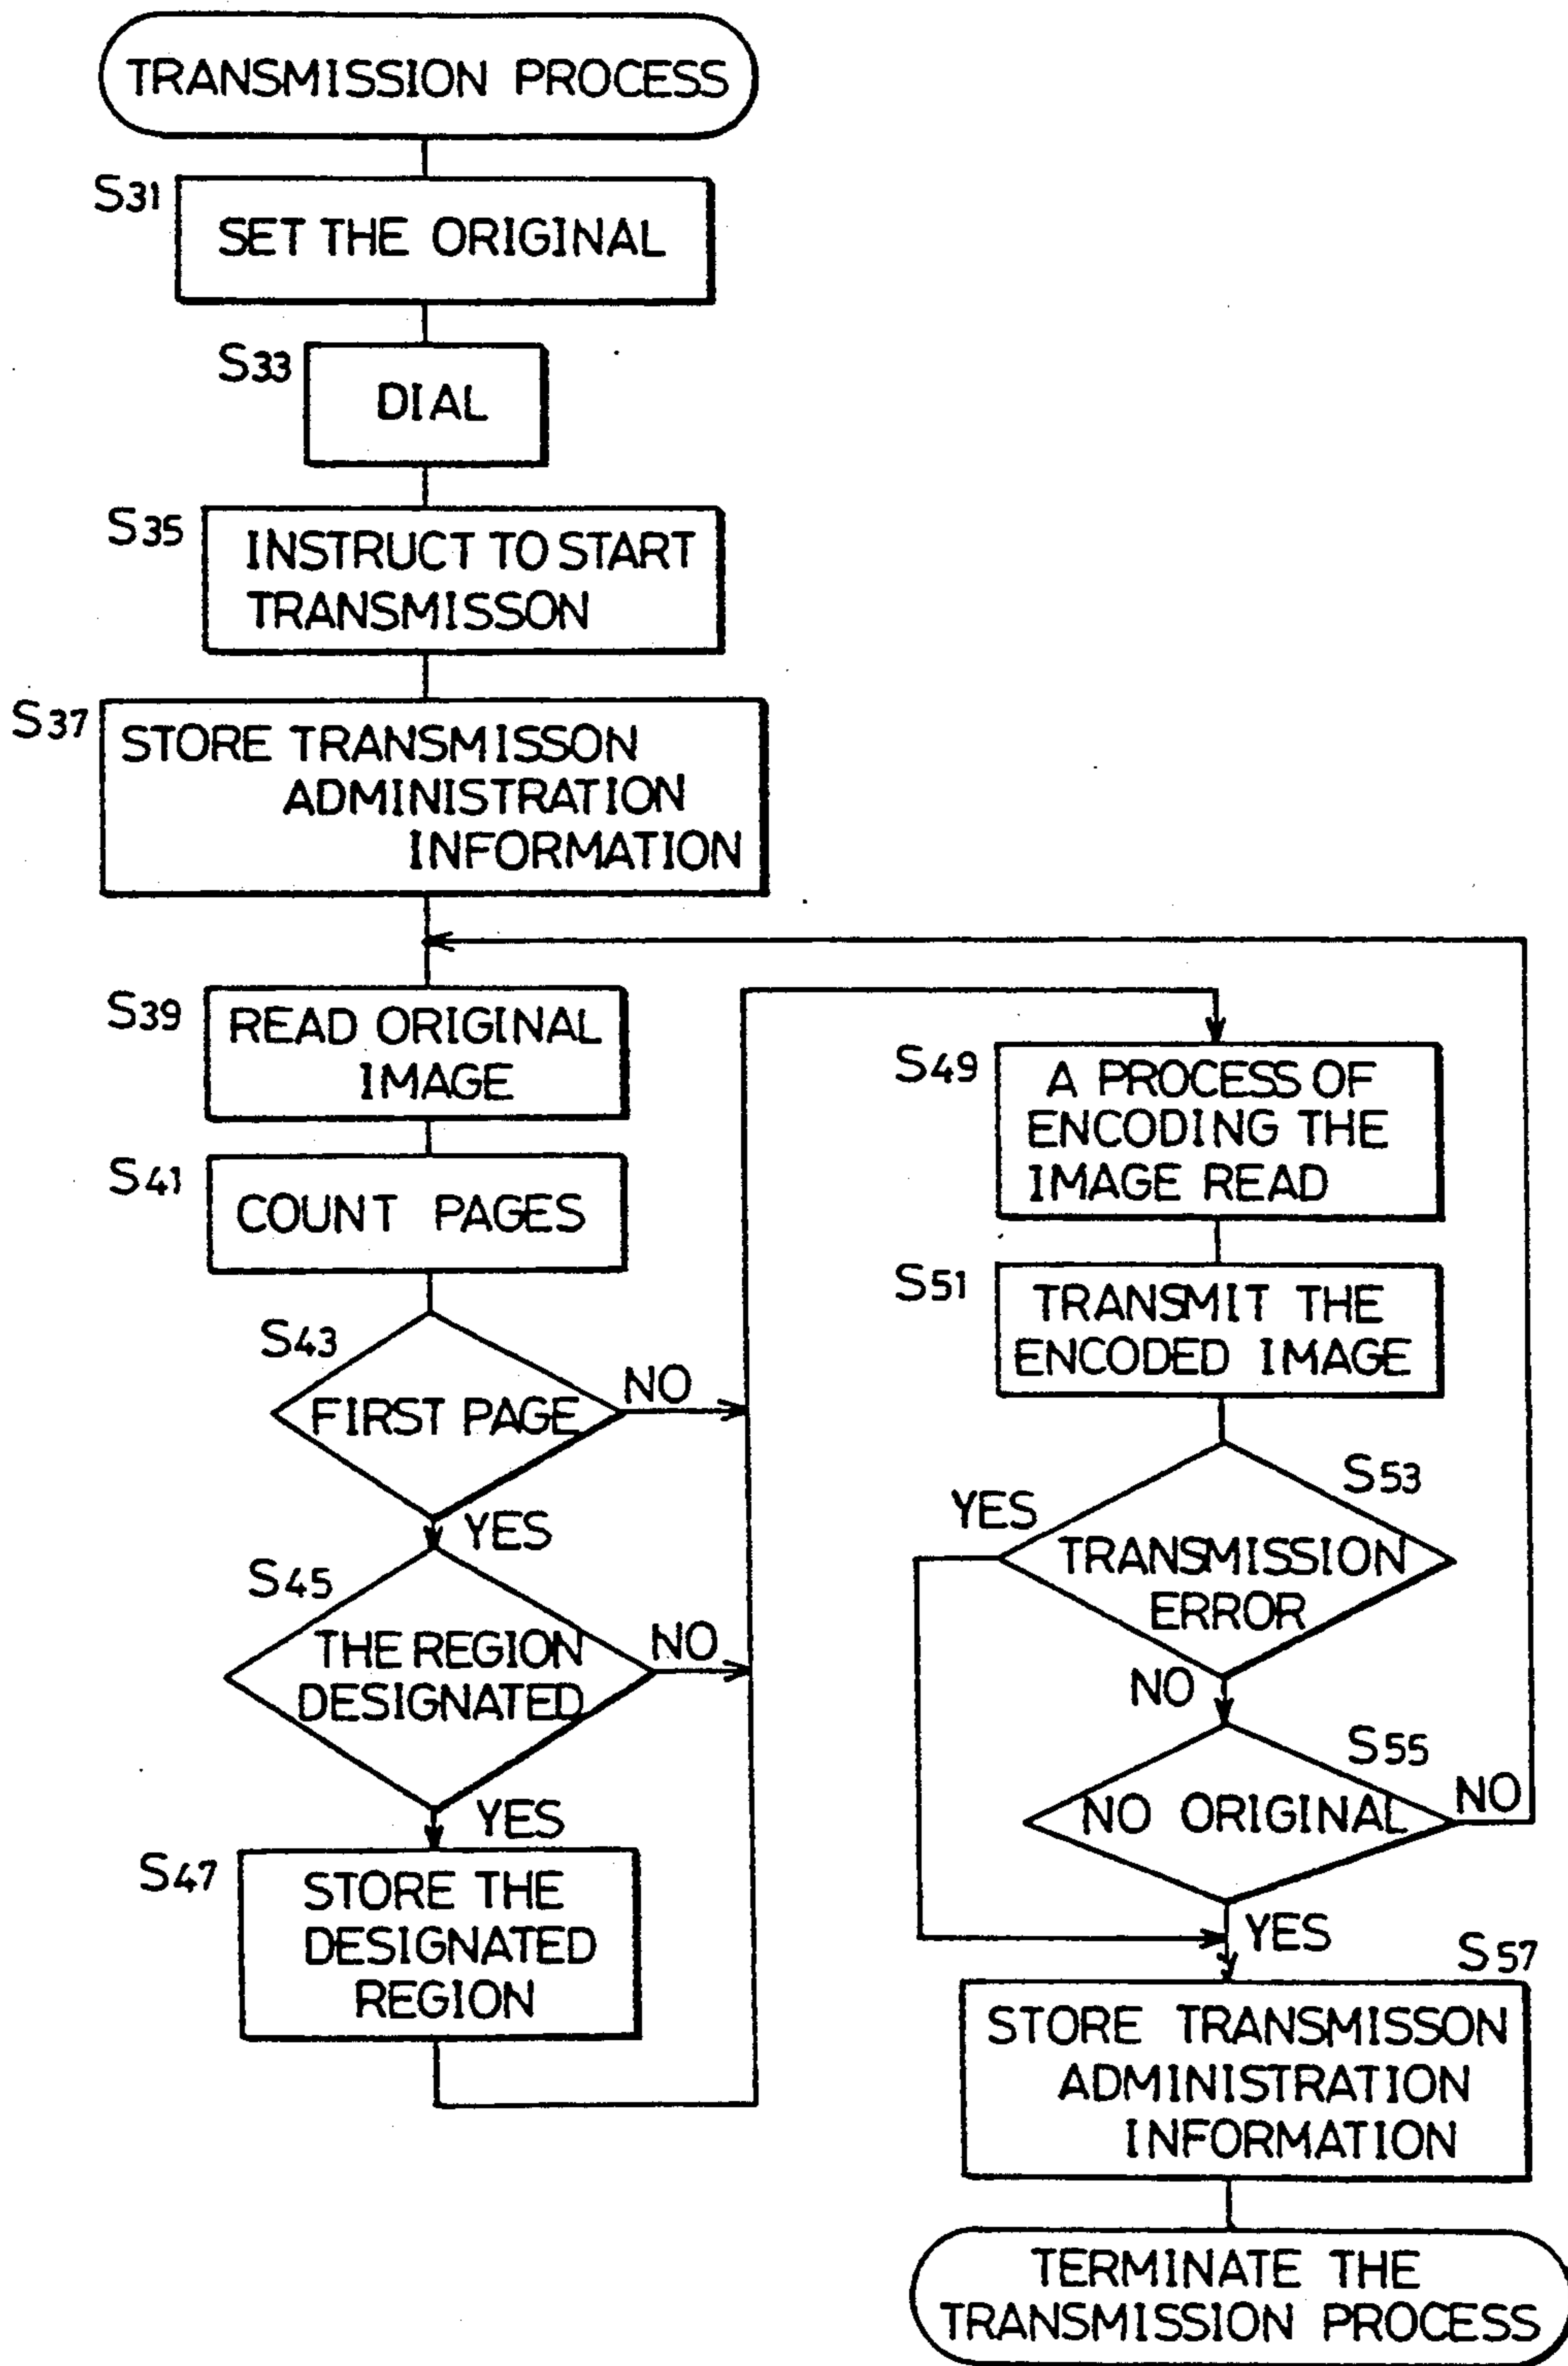 TRANSMISSION PROCESS
S31
SET THE ORIGINAL
S33
DIAL
S35
INSTRUCT TO START
TRANSMISSON
S37
STORE TRANSMISSON
ADMINISTRATION
INFORMATION
S39
READ ORIGINAL
IMAGE
S41
COUNT PAGES
S43
FIRST PAGE
NO
YES
S45
THE REGION
DESIGNATED
NO
YES
S47
STORE THE
DESIGNATED
REGION
S49
A PROCESS OF
ENCODING THE
IMAGE READ
S51
TRANSMIT THE
ENCODED IMAGE
S53
YES
TRANSMISSION
ERROR
NO
S55
NO ORIGINAL
NO
YES
S57
STORE TRANSMISSON
ADMINISTRATION
INFORMATION
TERMINATE THE
TRANSMISSION PROCESS